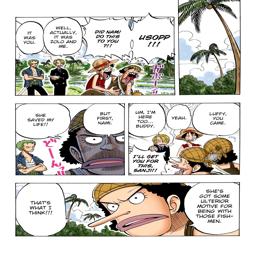 USOPP
!!!
DID NAMI
DO THIS
TO YOU
?!!
WELL,
ACTUALLY,
IT WAS
ZOLO AND
ME.
IT
WAS
YOU.
LUFFY,
YOU
CAME.
YEAH.
UM, I'M
HERE
TOO...
BUDDY.
I'LL GET
YOU FOR
THAT,
SANJI!!!
BUT
FIRST,
NAMI.
SHE
SAVED
MY LIFE!!
SHE'S
GOT SOME
ULTERIOR
MOTIVE FOR
BEING WITH
THOSE FISH-
MEN.
THAT'S
WHAT I
THINK!!!